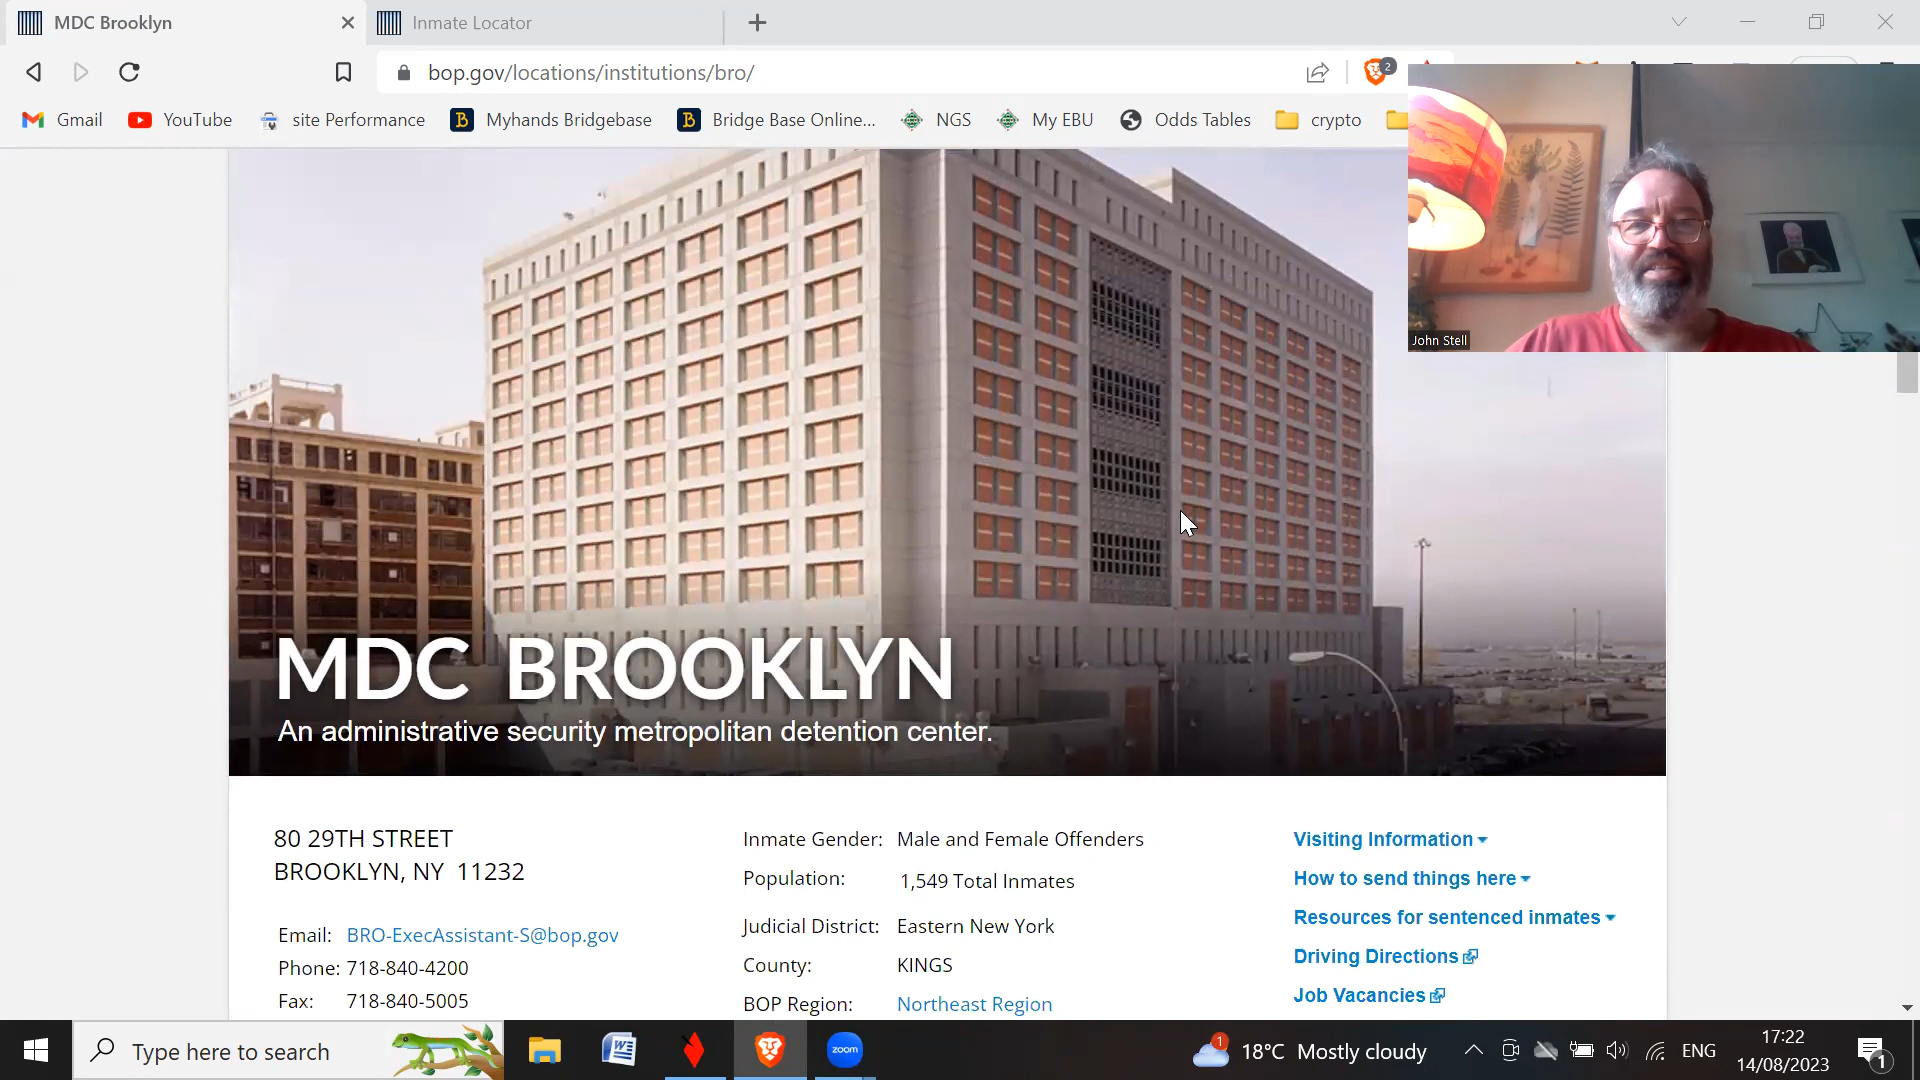 MDC Brooklyn
Inmate Locator
bop.gov/locations/institutions/bro/
2
Gmail
YouTube
site Performance
B
Myhands Bridgebase
B
Bridge Base Online...
NGS
My EBU
Odds Tables
crypto
John Stell
MDC BROOKLYN
An administrative security metropolitan detention center.
80 29TH STREET
BROOKLYN, NY 11232
Email: BRO-ExecAssistant-S@bop.gov
Phone: 718-840-4200
Fax: 718-840-5005
Inmate Gender: Male and Female Offenders
Population: 1,549 Total Inmates
Judicial District: Eastern New York
County: KINGS
BOP Region: Northeast Region
Visiting Information
How to send things here
Resources for sentenced inmates
Driving Directions
Job Vacancies
Type here to search
W
zoom
1
18°C Mostly cloudy
ENG
17:22
14/08/2023
1